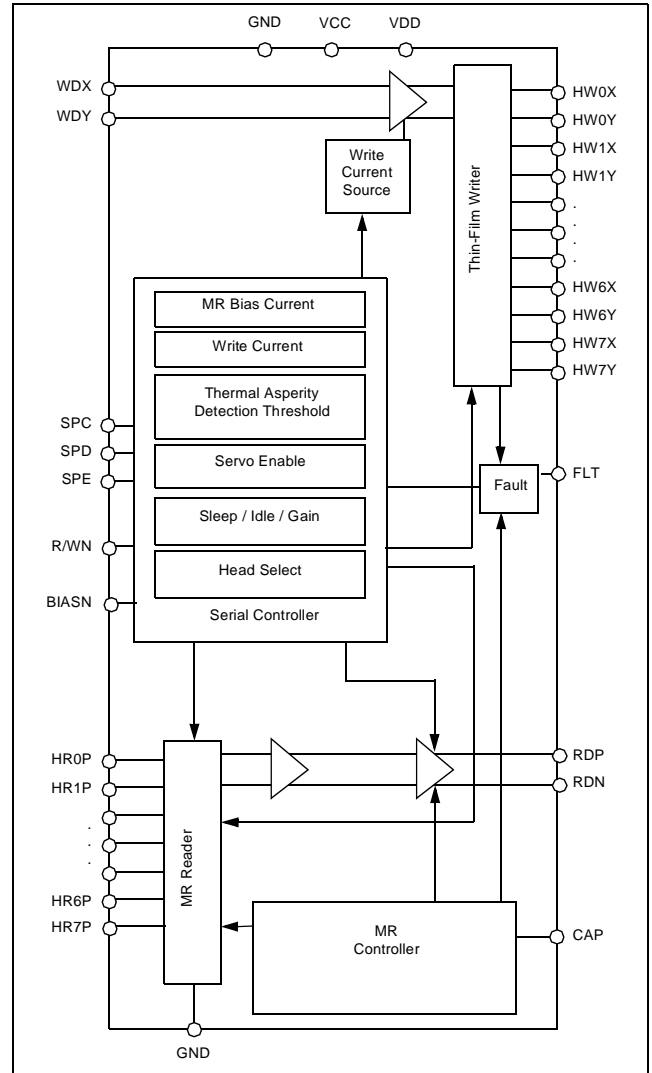 GND VCC VDD
WDX
WDY
HW0X
HW0Y
HW1X
HW1Y
.
.
.
.
HW6X
HW6Y
HW7X
HW7Y
Write
Current
Source
Thin-Film Writer
MR Bias Current
Write Current
Thermal Asperity
Detection Threshold
Servo Enable
Sleep / Idle / Gain
Head Select
Serial Controller
SPC
SPD
SPE
R/WN
BIASN
Fault
FLT
HR0P
HR1P
.
.
.
HR6P
HR7P
MR Reader
RDP
RDN
MR
Controller
CAP
GND